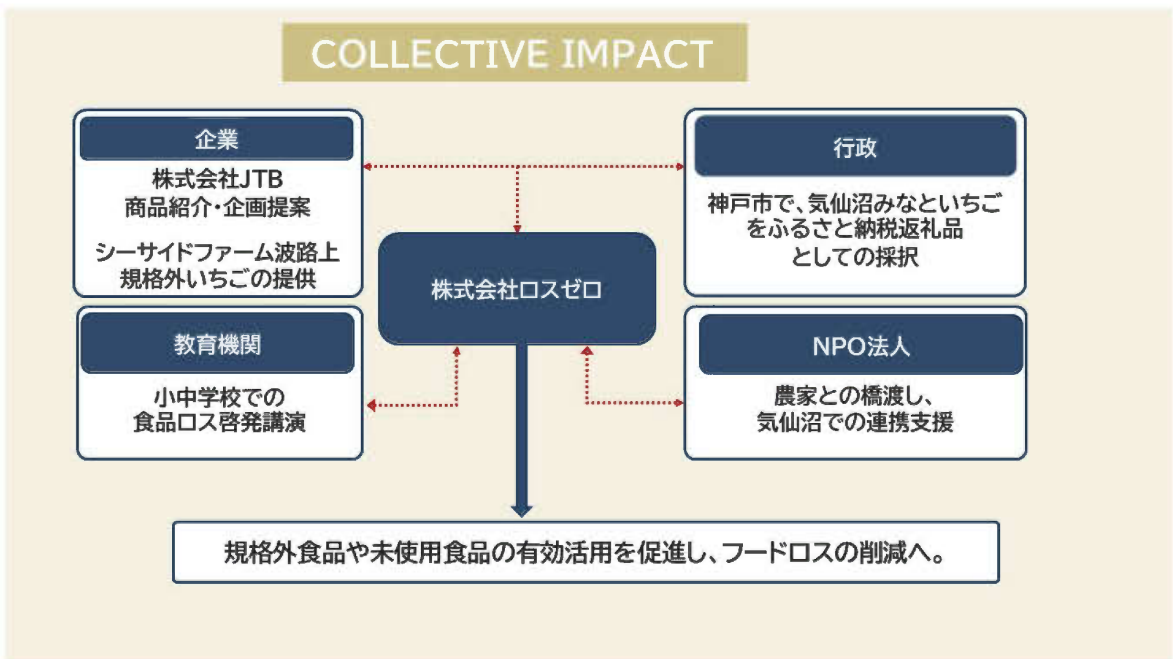 COLLECTIVE IMPACT
企業
株式会社JTB
商品紹介・企画提案
シーサイドファーム波路上
規格外いちごの提供
行政
神戸市で、気仙沼みなといちご
をふるさと納税返礼品
としての採択
株式会社ロスゼロ
教育機関
小中学校での
食品ロス啓発講演
NPO法人
農家との橋渡し、
気仙沼での連携支援
規格外食品や未使用食品の有効活用を促進し、フードロスの削減へ。